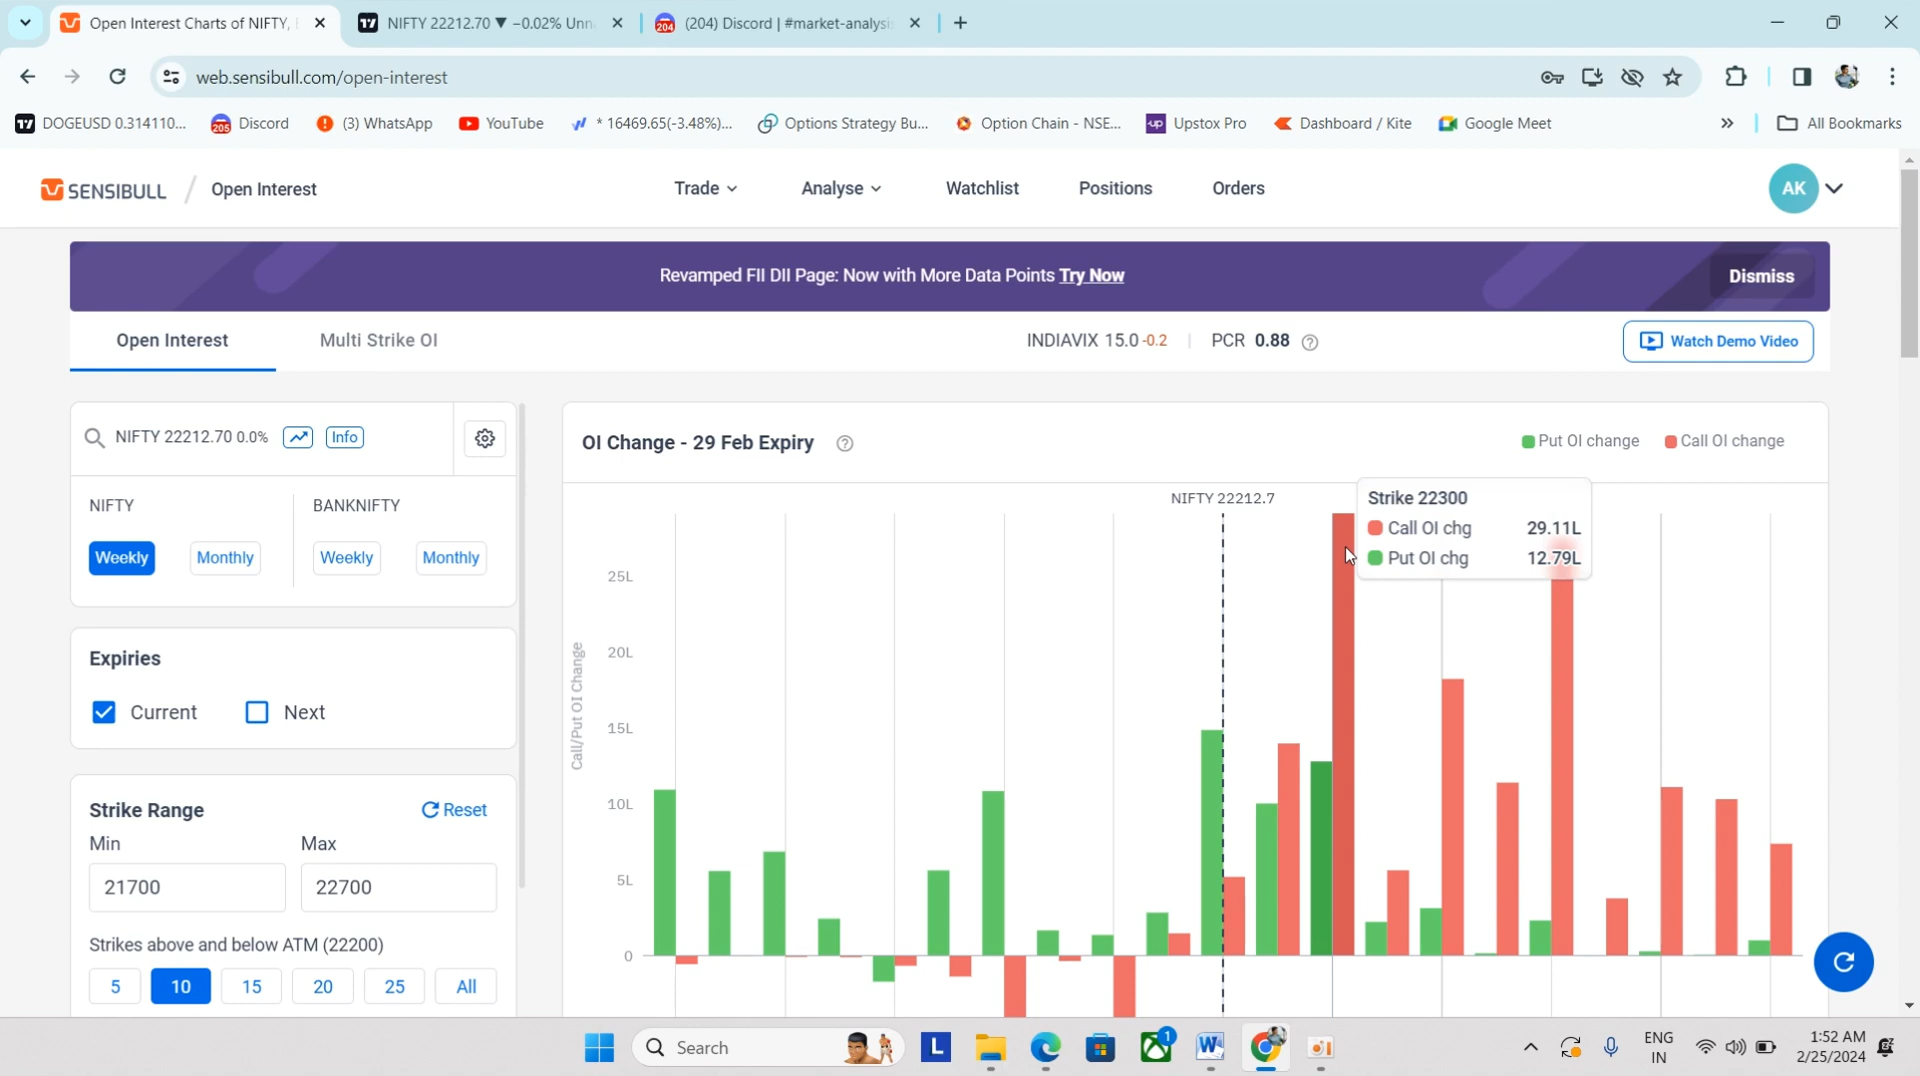 Open Interest Charts of NIFTY,
NIFTY 22212.70 ▼ −0.02% Unn
(204) Discord | #market-analysis
web.sensibull.com/open-interest
DOGEUSD 0.314110...
Discord
(3) WhatsApp
YouTube
* 16469.65(-3.48%)...
Options Strategy Bu...
Option Chain - NSE...
Upstox Pro
Dashboard / Kite
Google Meet
All Bookmarks
SENSIBULL / Open Interest
Trade
Analyse
Watchlist
Positions
Orders
AK
Revamped FII DII Page: Now with More Data Points Try Now
Dismiss
Open Interest
Multi Strike OI
INDIAVIX 15.0 -0.2
PCR 0.88
Watch Demo Video
NIFTY 22212.70 0.0%
Info
NIFTY
BANKNIFTY
Weekly
Monthly
Weekly
Monthly
Expiries
Current
Next
Strike Range
Reset
Min
Max
21700
22700
Strikes above and below ATM (22200)
5
10
15
20
25
All
OI Change - 29 Feb Expiry
Put OI change
Call OI change
NIFTY 22212.7
Strike 22300
Call OI chg 29.11L
Put OI chg 12.79L
Call/Put OI Change
25L
20L
15L
10L
5L
0
Search
L
1
ENG
IN
1:52 AM
2/25/2024